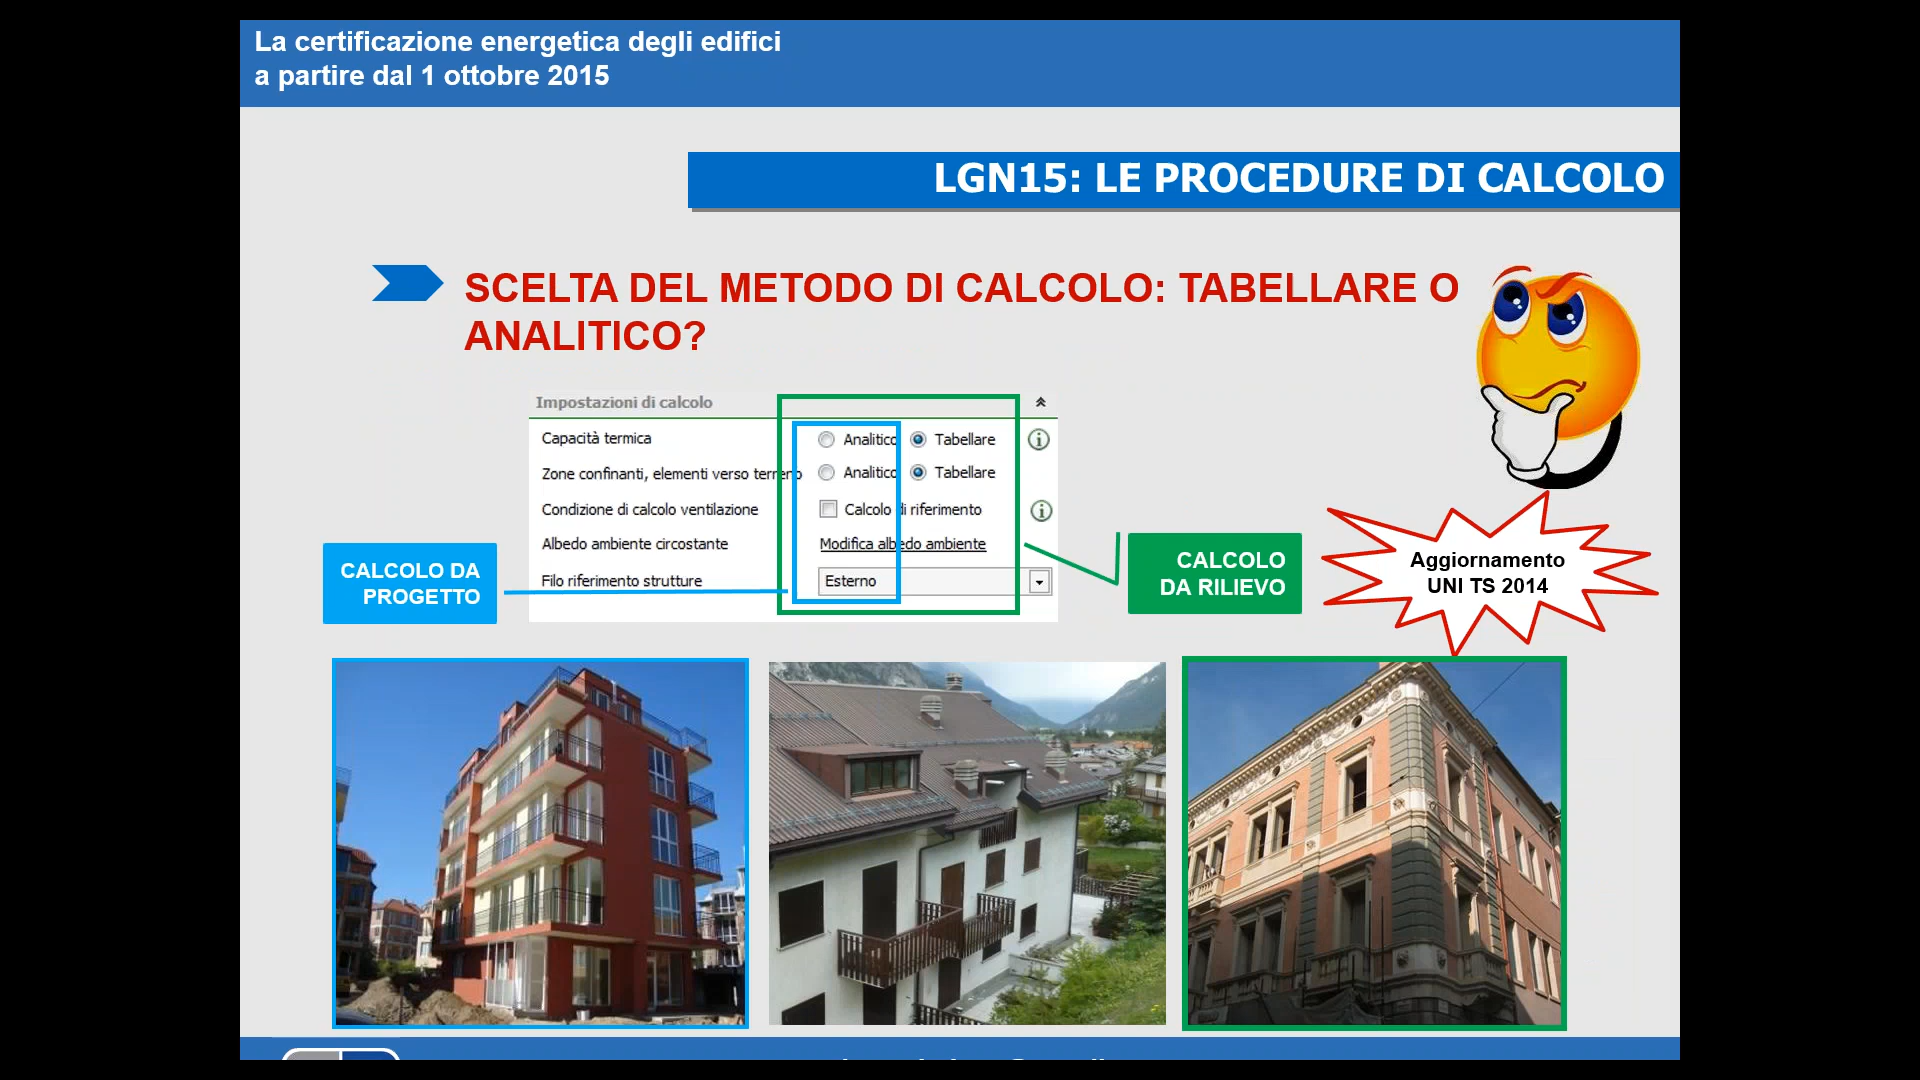 La certificazione energetica degli edifici
a partire dal 1 ottobre 2015
LGN15: LE PROCEDURE DI CALCOLO
SCELTA DEL METODO DI CALCOLO: TABELLARE O
ANALITICO?
Impostazioni di calcolo
Capacità termica
Analitico
Tabellare
Zone confinanti, elementi verso terreno
Analitico
Tabellare
Condizione di calcolo ventilazione
Calcolo di riferimento
Albedo ambiente circostante
Modifica albedo ambiente
Filo riferimento strutture
Esterno
CALCOLO DA
PROGETTO
CALCOLO
DA RILIEVO
Aggiornamento
UNI TS 2014